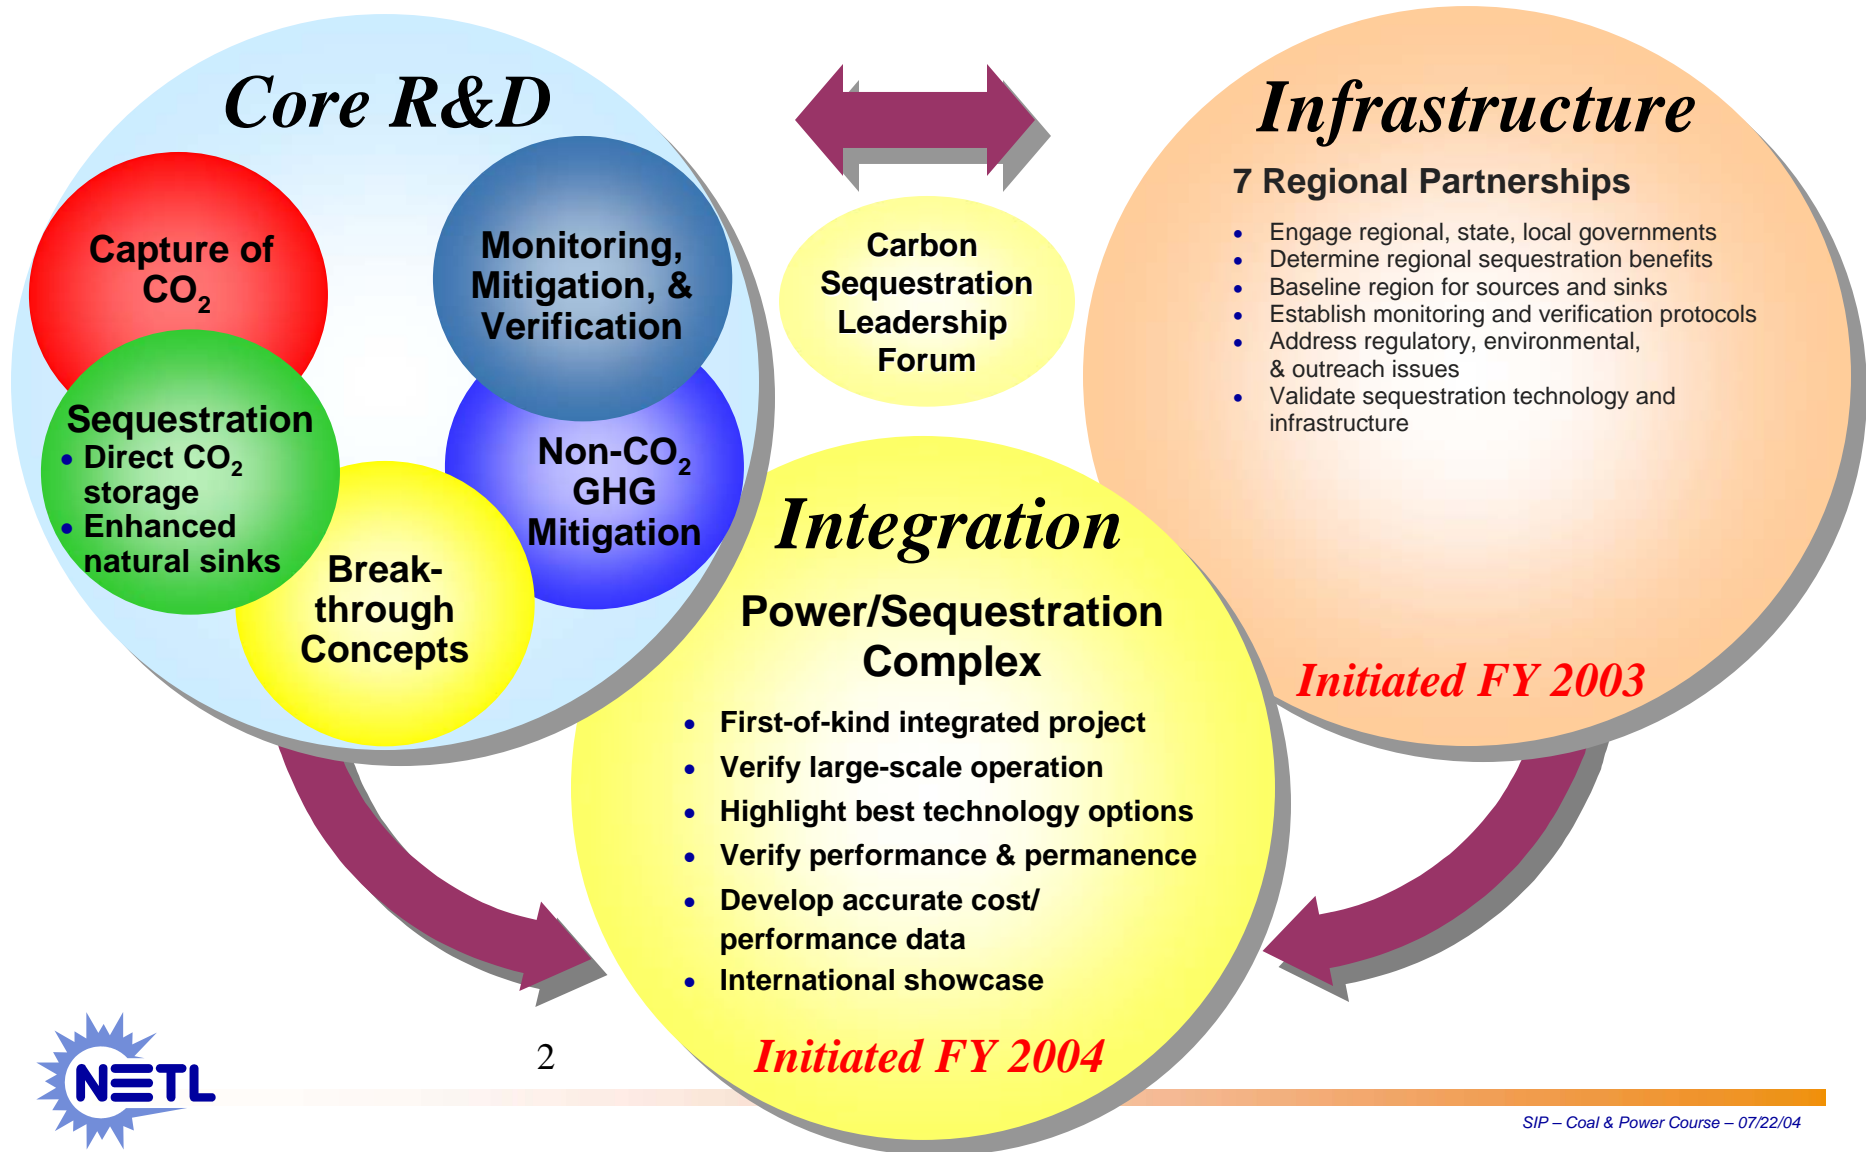 Core R&D
Capture of
CO2
Sequestration
• Direct CO2
storage
• Enhanced
natural sinks
Break-
through
Concepts
Monitoring,
Mitigation, &
Verification
Non-CO2
GHG
Mitigation
Carbon
Sequestration
Leadership
Forum
Infrastructure
7 Regional Partnerships
• Engage regional, state, local governments
• Determine regional sequestration benefits
• Baseline region for sources and sinks
• Establish monitoring and verification protocols
• Address regulatory, environmental,
& outreach issues
• Validate sequestration technology and
infrastructure
Initiated FY 2003
Integration
Power/Sequestration
Complex
• First-of-kind integrated project
• Verify large-scale operation
• Highlight best technology options
• Verify performance & permanence
• Develop accurate cost/
performance data
• International showcase
Initiated FY 2004
2
NETL
SIP – Coal & Power Course – 07/22/04